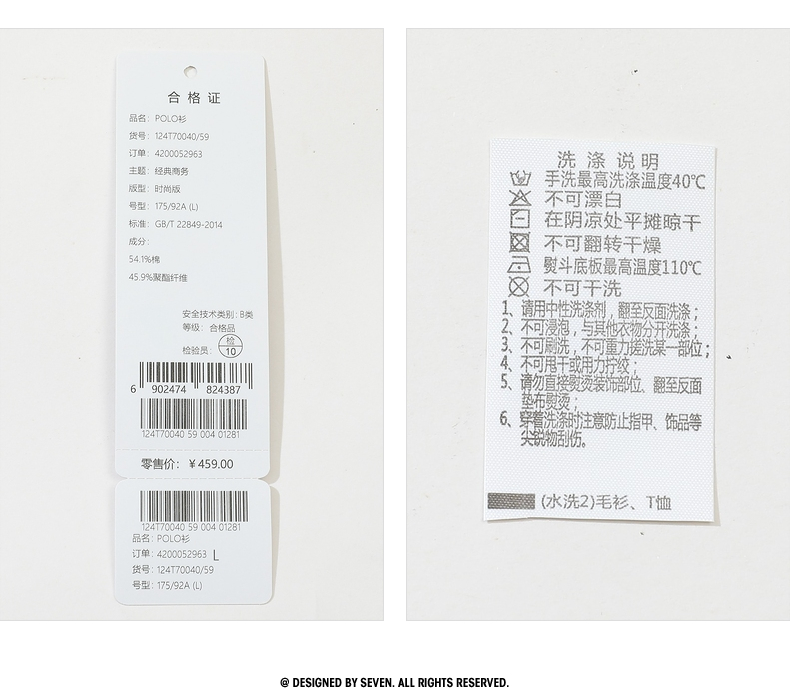 合格证
品名: POLO衫
货号: 124T70040/59
订单: 4200052963
主题: 经典商务
版型: 时尚版
号型: 175/92A (L)
标准: GB/T 22849-2014
成分:
54.1%棉
45.9%聚酯纤维
安全技术类别: B类
等级: 合格品
检验员: 检 10
6 902474 824387
124T70040 59 004 01281
零售价: ￥459.00
124T70040 59 004 01281
品名: POLO衫
订单: 4200052963 L
货号: 124T70040/59
号型: 175/92A (L)
洗涤说明
手洗最高洗涤温度40℃
不可漂白
在阴凉处平摊晾干
不可翻转干燥
熨斗底板最高温度110℃
不可干洗
1、请用中性洗涤剂，翻至反面洗涤；
2、不可浸泡，与其他衣物分开洗涤；
3、不可刷洗，不可重力搓洗某一部位；
4、不可甩干或用力拧绞；
5、请勿直接熨烫装饰部位、翻至反面
垫布熨烫；
6、穿着洗涤时注意防止指甲、饰品等
尖锐物刮伤。
(水洗2)毛衫、T恤
@ DESIGNED BY SEVEN. ALL RIGHTS RESERVED.